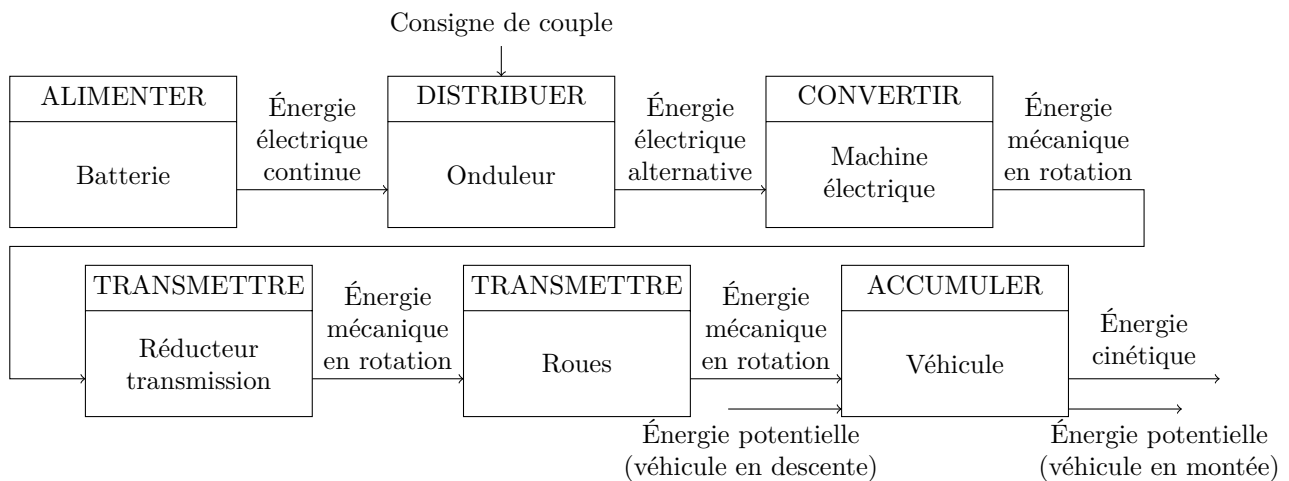 Consigne de couple
ALIMENTER
Batterie
Énergie
électrique
continue
DISTRIBUER
Onduleur
Énergie
électrique
alternative
CONVERTIR
Machine
électrique
Énergie
mécanique
en rotation
TRANSMETTRE
Réducteur
transmission
Énergie
mécanique
en rotation
TRANSMETTRE
Roues
Énergie
mécanique
en rotation
ACCUMULER
Véhicule
Énergie
cinétique
Énergie potentielle
(véhicule en descente)
Énergie potentielle
(véhicule en montée)